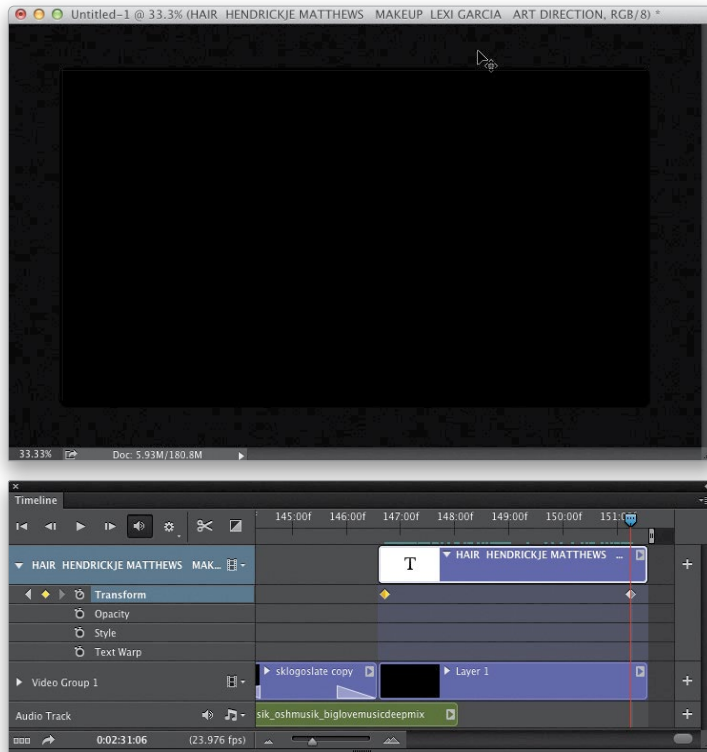 Untitled-1 @ 33.3% (HAIR HENDRICKJE MATTHEWS MAKEUP LEXI GARCIA ART DIRECTION, RGB/8) *
33.33% Doc: 5.93M/180.8M
Timeline
145:00f 146:00f 147:00f 148:00f 149:00f 150:00f
HAIR HENDRICKJE MATTHEWS MAK... T HAIR HENDRICKJE MATTHEWS ...
Transform
Opacity
Style
Text Warp
Video Group 1 sklogoslate copy Layer 1
Audio Track sik_oshmusik_biglovemusicdeepmix
0:02:31:06 (23.976 fps)